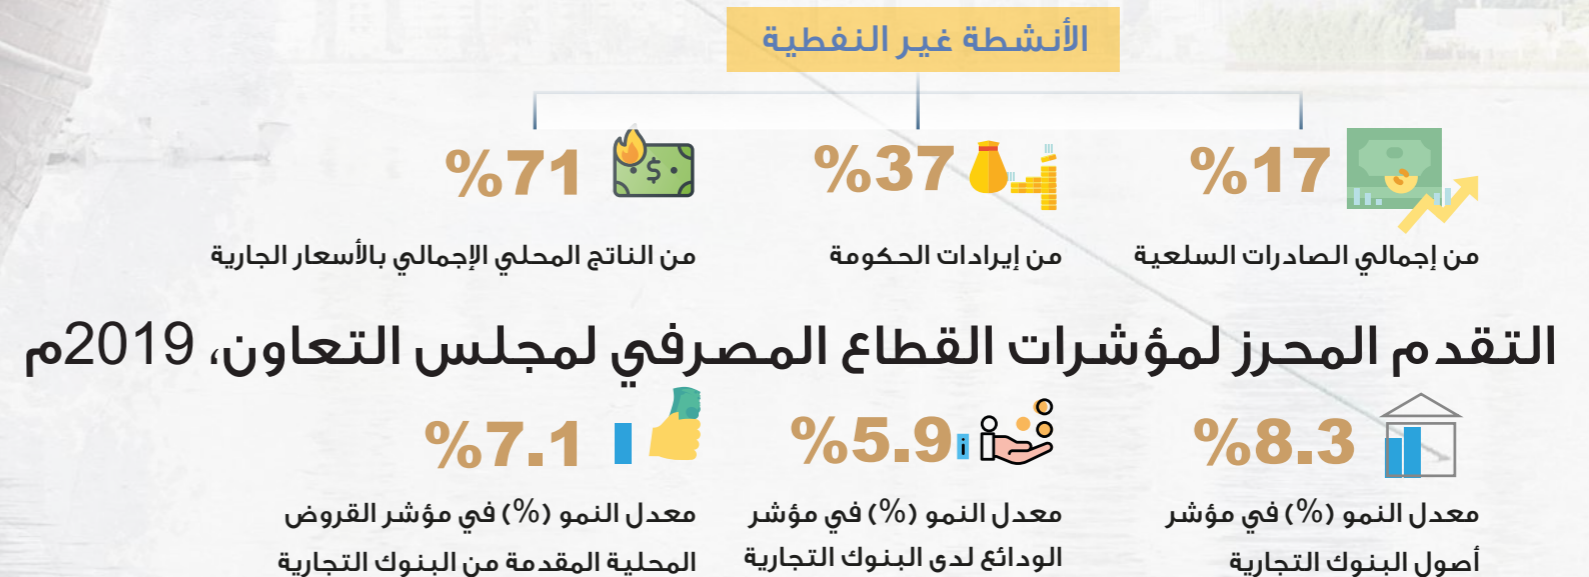 الأنشطة غير النفطية
%17
%37
%71
من إجمالي الصادرات السلعية
من إيرادات الحكومة
من الناتج المحلي الإجمالي بالأسعار الجارية
التقدم المحرز لمؤشرات القطاع المصرفي لمجلس التعاون، 2019م
%8.3
%5.9
%7.1
معدل النمو (%) في مؤشر
أصول البنوك التجارية
معدل النمو (%) في مؤشر
الودائع لدى البنوك التجارية
معدل النمو (%) في مؤشر القروض
المحلية المقدمة من البنوك التجارية